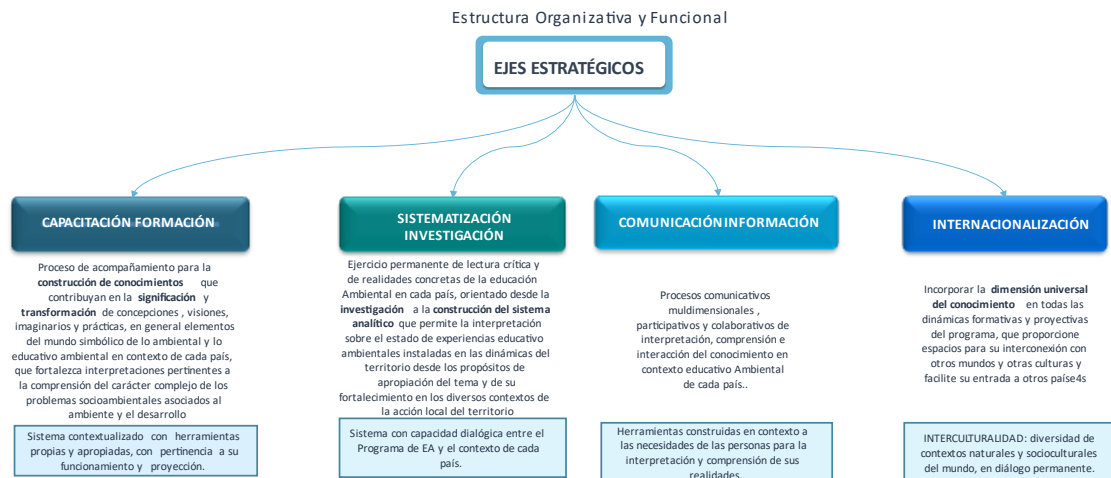 Estructura Organizativa y Funcional
EJES ESTRATÉGICOS
CAPACITACIÓN FORMACIÓN
Proceso de acompañamiento para la
construcción de conocimientos que
contribuyan en la significación y
transformación de concepciones , visiones,
imaginarios y prácticas, en general elementos
del mundo simbólico de lo ambiental y lo
educativo ambiental en contexto de cada país,
que fortalezca interpretaciones pertinentes a
la comprensión del carácter complejo de los
problemas socioambientales asociados al
ambiente y el desarrollo
Sistema contextualizado con herramientas
propias y apropiadas, con pertinencia a su
funcionamiento y proyección.
SISTEMATIZACIÓN
INVESTIGACIÓN
Ejercicio permanente de lectura crítica y
de realidades concretas de la educación
Ambiental en cada país, orientado desde la
investigación a la construcción del sistema
analítico que permite la interpretación
sobre el estado de experiencias educativo
ambientales instaladas en las dinámicas del
territorio desde los propósitos de
apropiación del tema y de su
fortalecimiento en los diversos contextos de
la acción local del territorio
Sistema con capacidad dialógica entre el
Programa de EA y el contexto de cada
país.
COMUNICACIÓN INFORMACIÓN
Procesos comunicativos
muldimensionales ,
participativos y colaborativos de
interpretación, comprensión e
interacción del conocimiento en
contexto educativo Ambiental
de cada país..
Herramientas construidas en contexto a
las necesidades de las personas para la
interpretación y comprensión de sus
realidades.
INTERNACIONALIZACIÓN
Incorporar la dimensión universal
del conocimiento en todas las
dinámicas formativas y proyectivas
del programa, que proporcione
espacios para su interconexión con
otros mundos y otras culturas y
facilite su entrada a otros paíse4s
INTERCULTURALIDAD: diversidad de
contextos naturales y socioculturales
del mundo, en diálogo permanente.